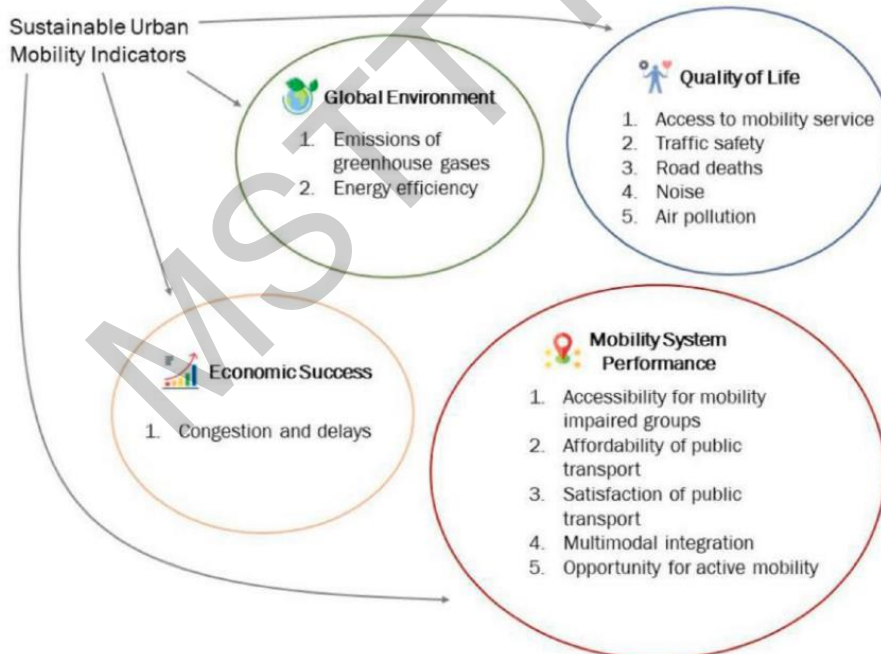 Sustainable Urban
Mobility Indicators
Global Environment
1. Emissions of
greenhouse gases
2. Energy efficiency
Quality of Life
1. Access to mobility service
2. Traffic safety
3. Road deaths
4. Noise
5. Air pollution
Economic Success
1. Congestion and delays
Mobility System
Performance
1. Accessibility for mobility
impaired groups
2. Affordability of public
transport
3. Satisfaction of public
transport
4. Multimodal integration
5. Opportunity for active mobility
MSTT